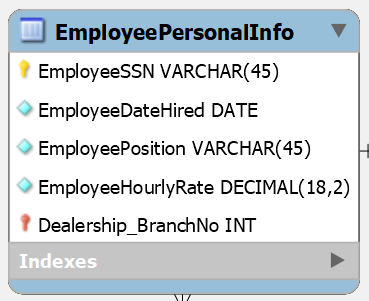 EmployeePersonalInfo
EmployeeSSN VARCHAR(45)
EmployeeDateHired DATE
EmployeePosition VARCHAR(45)
EmployeeHourlyRate DECIMAL(18,2)
Dealership_BranchNo INT
Indexes